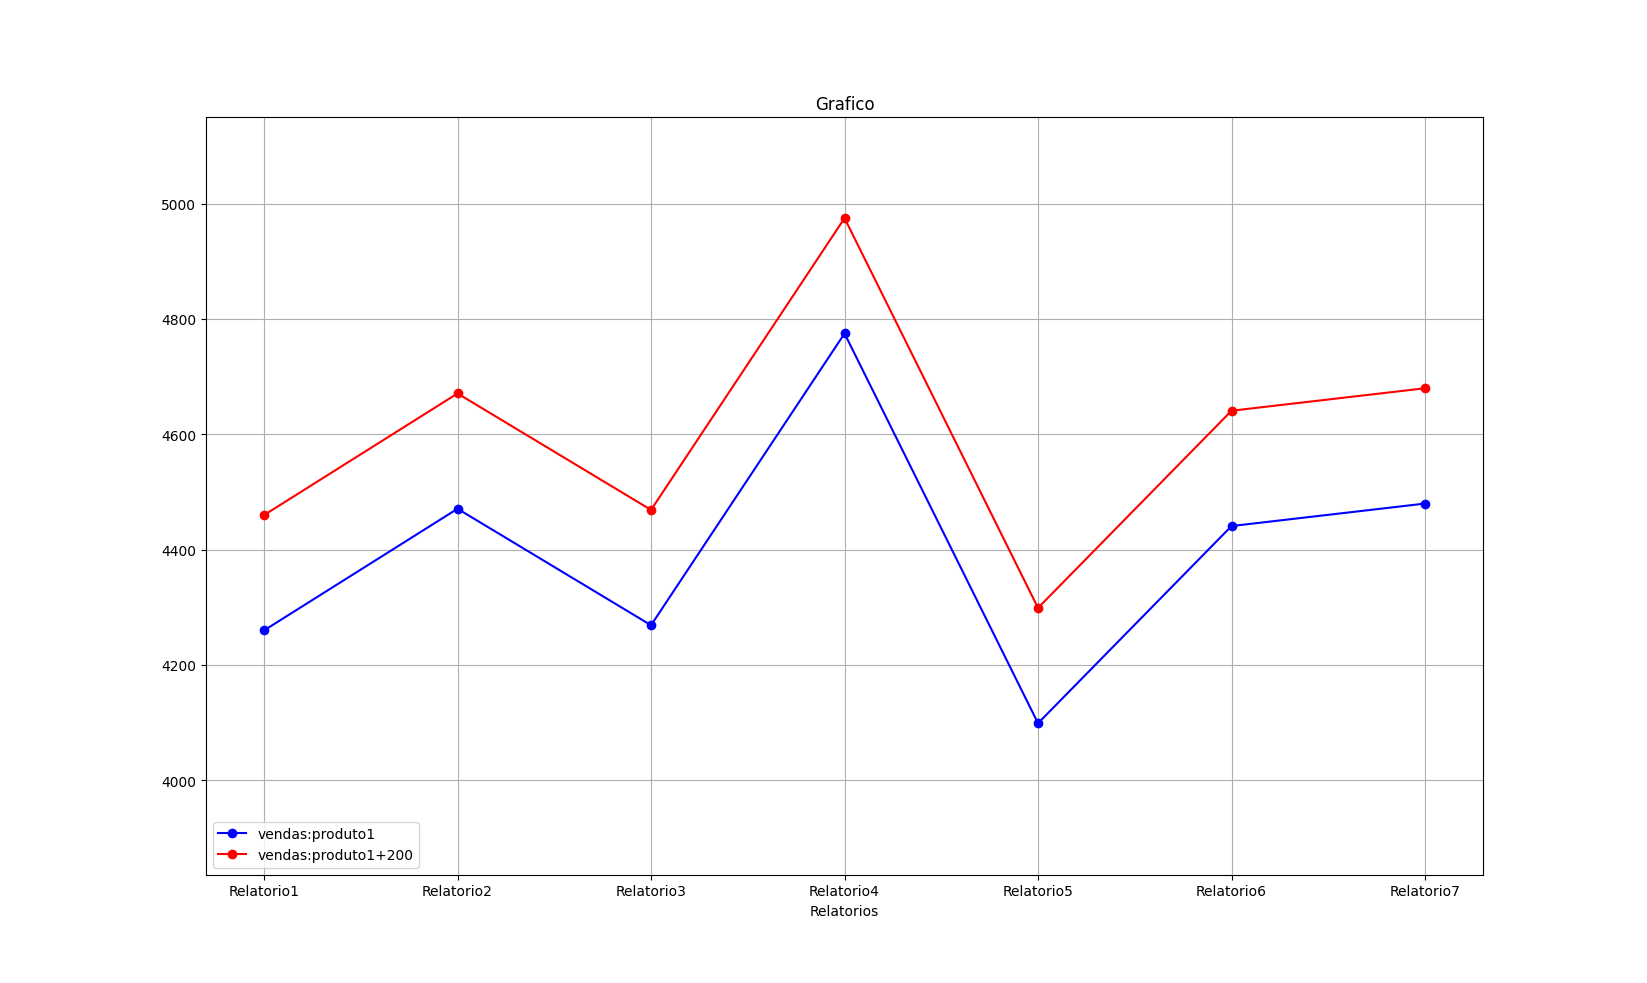 Grafico
5000
4800
4600
4400
4200
4000
vendas:produto1
vendas:produto1+200
Relatorio1 Relatorio2 Relatorio3 Relatorio4 Relatorio5 Relatorio6 Relatorio7
Relatorios